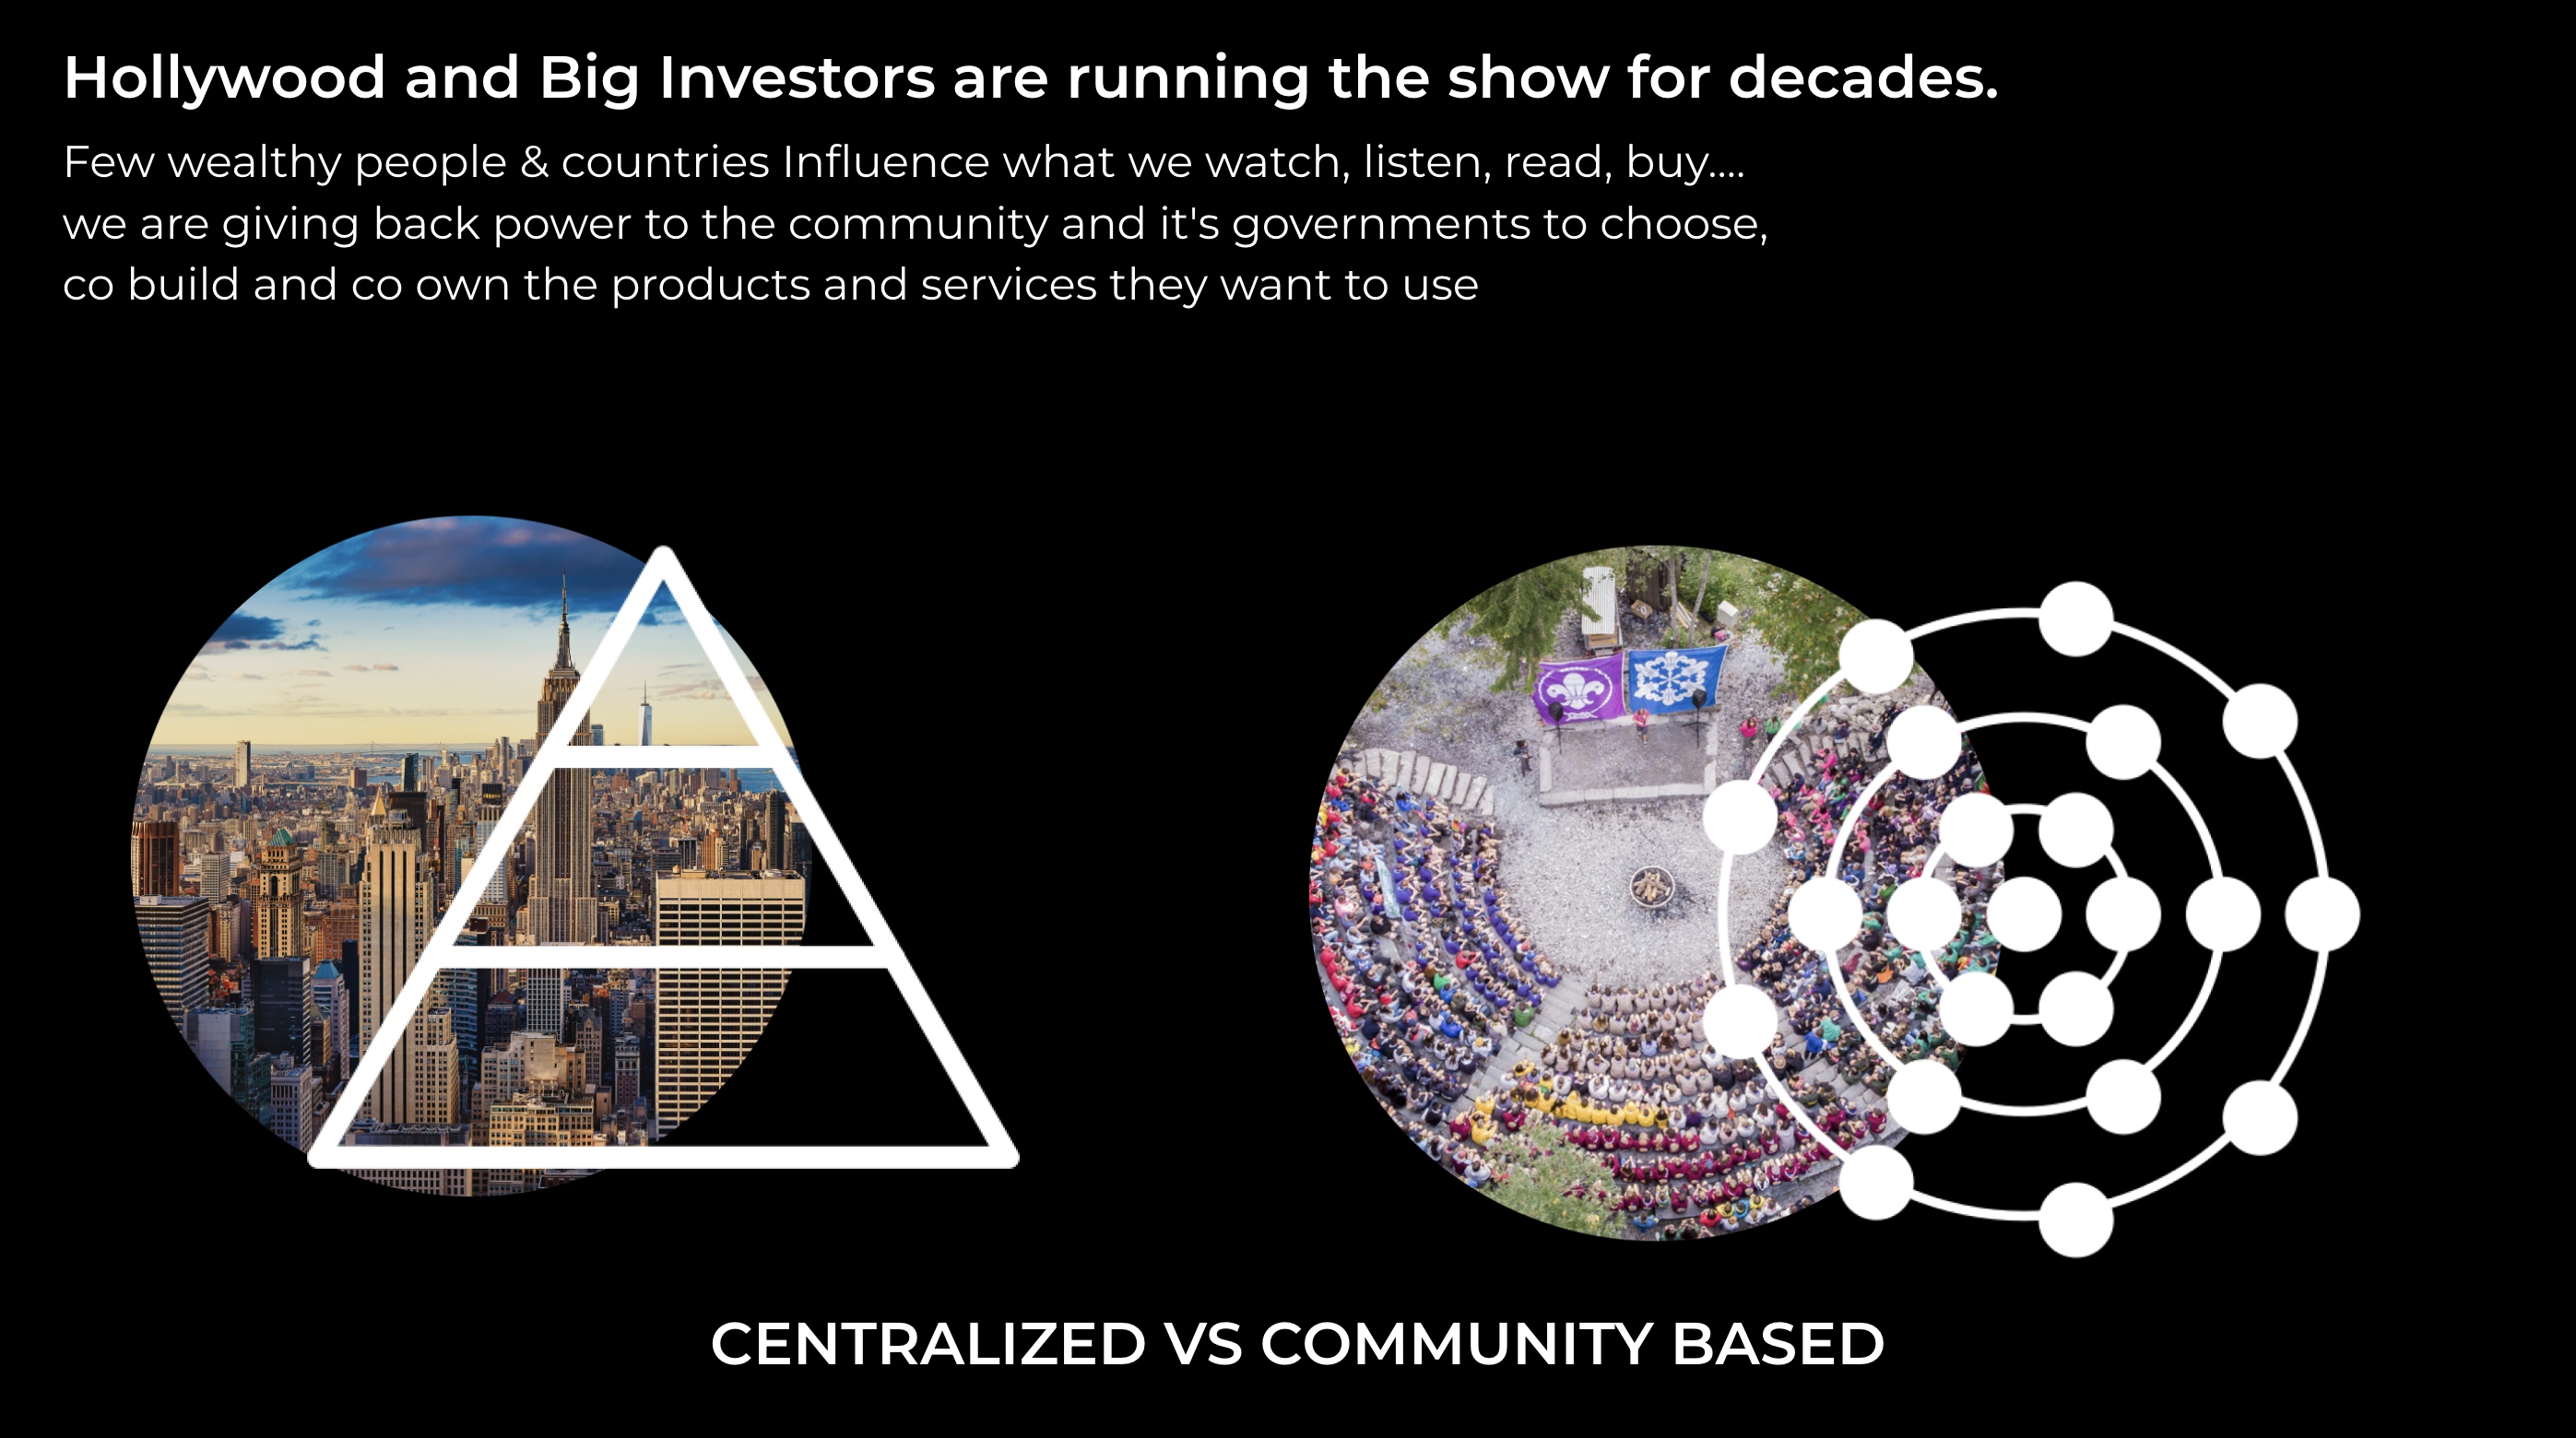 Hollywood and Big Investors are running the show for decades.
Few wealthy people & countries Influence what we watch, listen, read, buy....
we are giving back power to the community and it's governments to choose,
co build and co own the products and services they want to use
CENTRALIZED VS COMMUNITY BASED